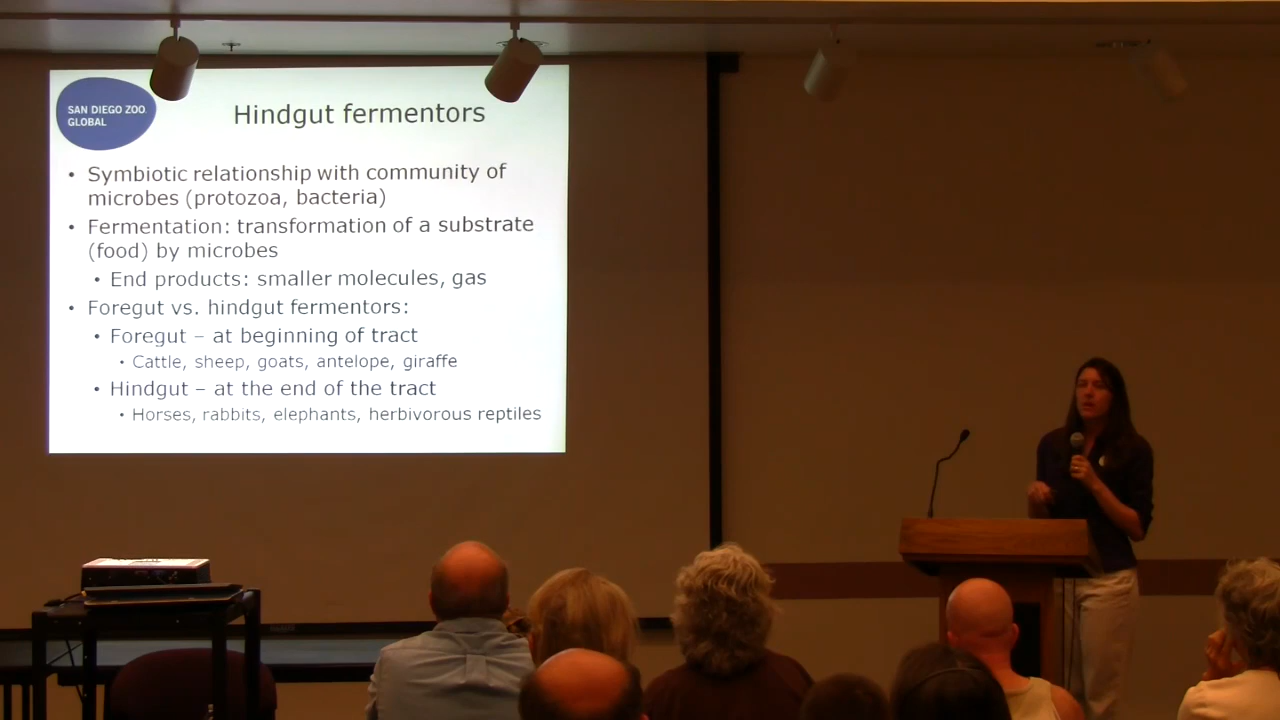 SAN DIEGO ZOO
GLOBAL
Hindgut fermentors
• Symbiotic relationship with community of
microbes (protozoa, bacteria)
• Fermentation: transformation of a substrate
(food) by microbes
• End products: smaller molecules, gas
• Foregut vs. hindgut fermentors:
• Foregut – at beginning of tract
• Cattle, sheep, goats, antelope, giraffe
• Hindgut – at the end of the tract
• Horses, rabbits, elephants, herbivorous reptiles